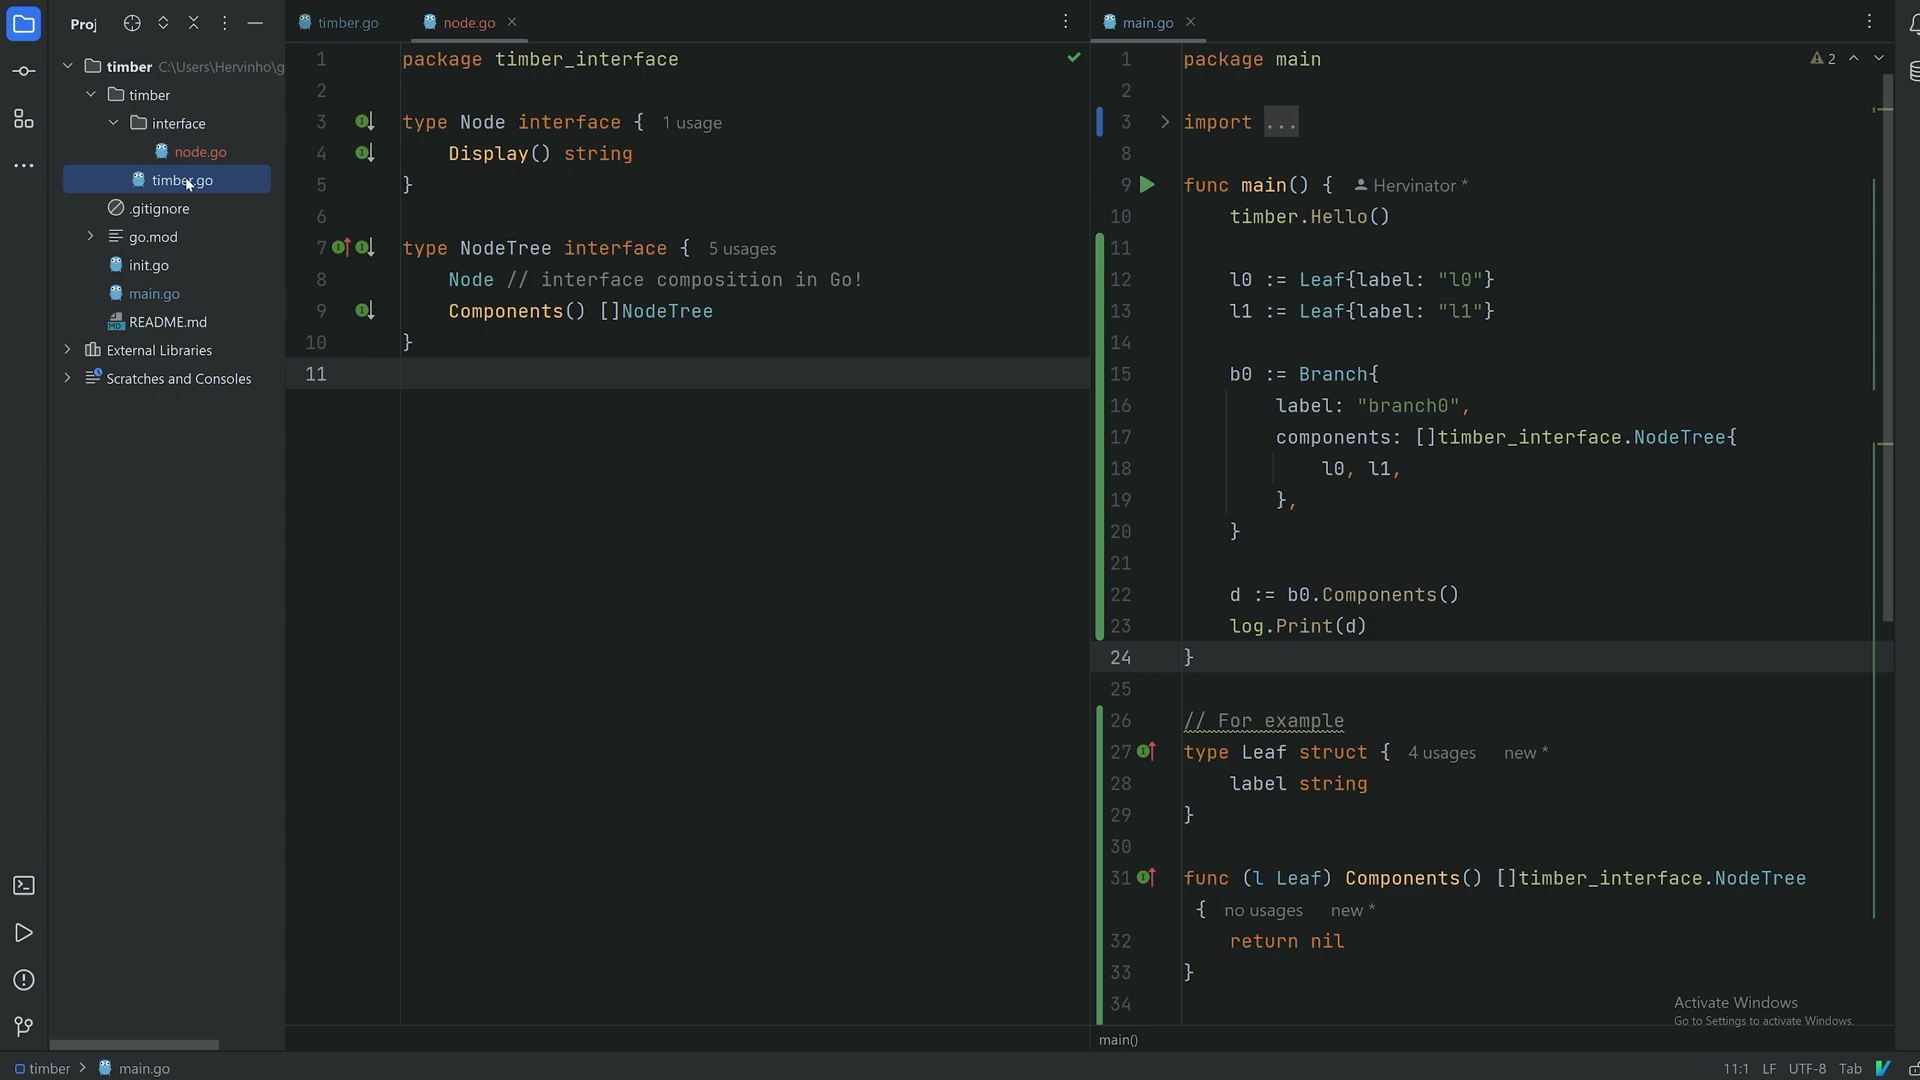 Proj
timber C:\Users\Hervinho\g
timber
interface
node.go
timber.go
.gitignore
go.mod
init.go
main.go
README.md
External Libraries
Scratches and Consoles
timber.go
node.go
1 package timber_interface
2
3 type Node interface { 1 usage
4 Display() string
5 }
6
7 type NodeTree interface { 5 usages
8 Node // interface composition in Go!
9 Components() []NodeTree
10 }
11
main.go
2
1 package main
2
3 import ...
8
9 func main() { Hervinator *
10 timber.Hello()
11
12 l0 := Leaf{label: "l0"}
13 l1 := Leaf{label: "l1"}
14
15 b0 := Branch{
16 label: "branch0",
17 components: []timber_interface.NodeTree{
18 l0, l1,
19 },
20 }
21
22 d := b0.Components()
23 log.Print(d)
24 }
25
26 // For example
27 type Leaf struct { 4 usages new *
28 label string
29 }
30
31 func (l Leaf) Components() []timber_interface.NodeTree
{ no usages new *
32 return nil
33 }
34
Activate Windows
Go to Settings to activate Windows.
main()
timber > main.go
11:1 LF UTF-8 Tab